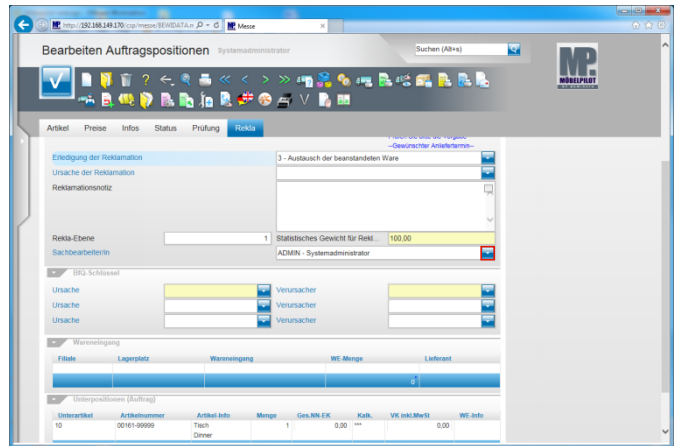 http://192.168.149.170/csp/messe/BEWIDATA.n
MP Messe
Bearbeiten Auftragspositionen Systemadministrator
Suchen (Alt+s)
MP
MÖBELPILOT
Artikel Preise Infos Status Prüfung Rekla
--Gewünschter Anliefertermin--
Erledigung der Reklamation 3 - Austausch der beanstandeten Ware
Ursache der Reklamation
Reklamationsnotiz
Rekla-Ebene 1 Statistisches Gewicht für Rekl... 100,00
Sachbearbeiter/in ADMIN - Systemadministrator
Ursache Verursacher
Ursache Verursacher
Ursache Verursacher
Wareneingang
Filiale Lagerplatz Wareneingang WE-Menge Lieferant
Unterpositionen (Auftrag)
Unterartikel Artikelnummer Artikel-Info Menge Ges.NN-EK Kalk. VK inkl.MwSt WE-Info
10 00161-99999 Tisch 1 0,00 *** 0,00
Dinner